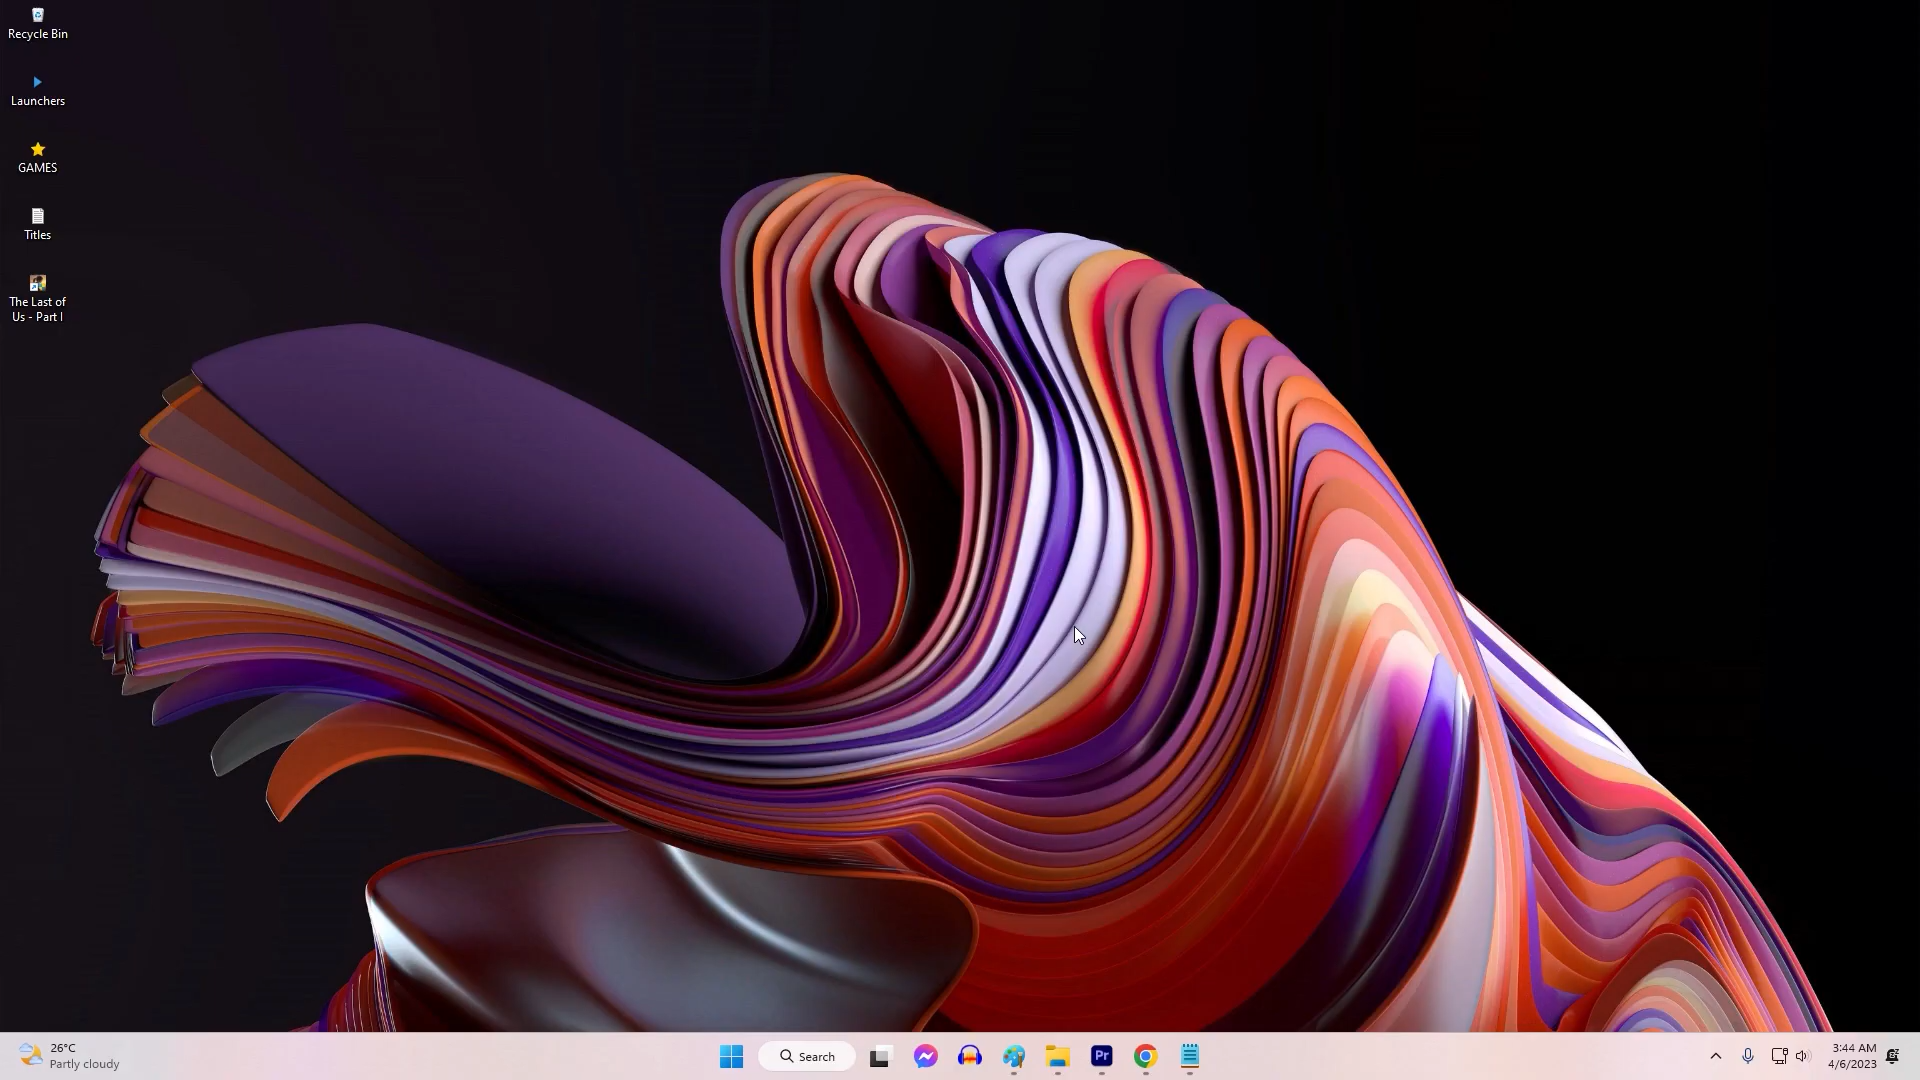 Recycle Bin
Launchers
GAMES
Titles
The Last of
Us - Part I
26°C
Partly cloudy
Search
Pr
3:44 AM
4/6/2023